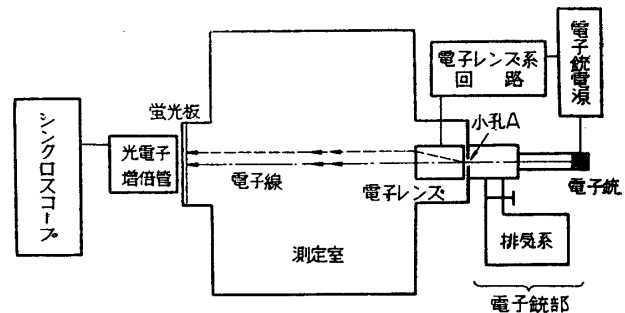 シンクロスコープ
光電子
増倍管
蛍光板
電子線
測定室
電子レンズ
電子レンズ系
回路
小孔A
電子銃電源
電子銃
排気系
電子銃部